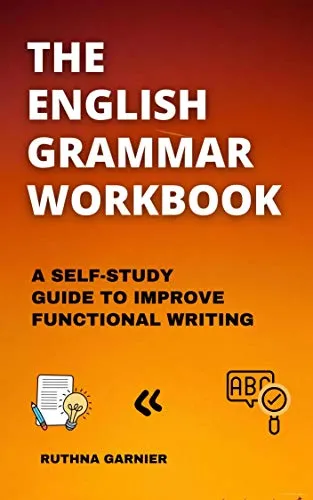 THE
ENGLISH
GRAMMAR
WORKBOOK
A SELF-STUDY
GUIDE TO IMPROVE
FUNCTIONAL WRITING
ABC
RUTHNA GARNIER